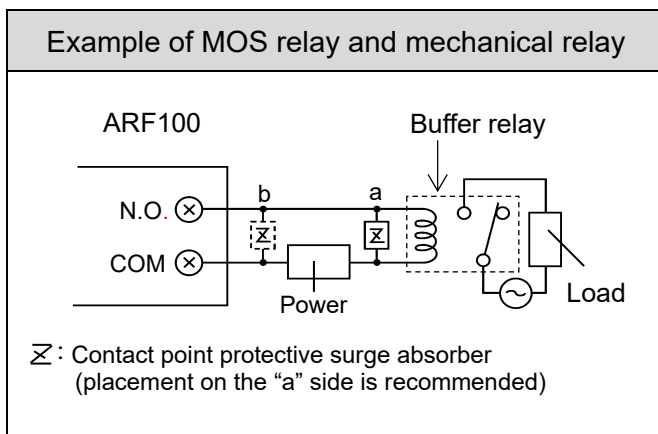 Example of MOS relay and mechanical relay
ARF100
Buffer relay
b
a
N.O.
COM
Power
Load
: Contact point protective surge absorber
(placement on the “a” side is recommended)